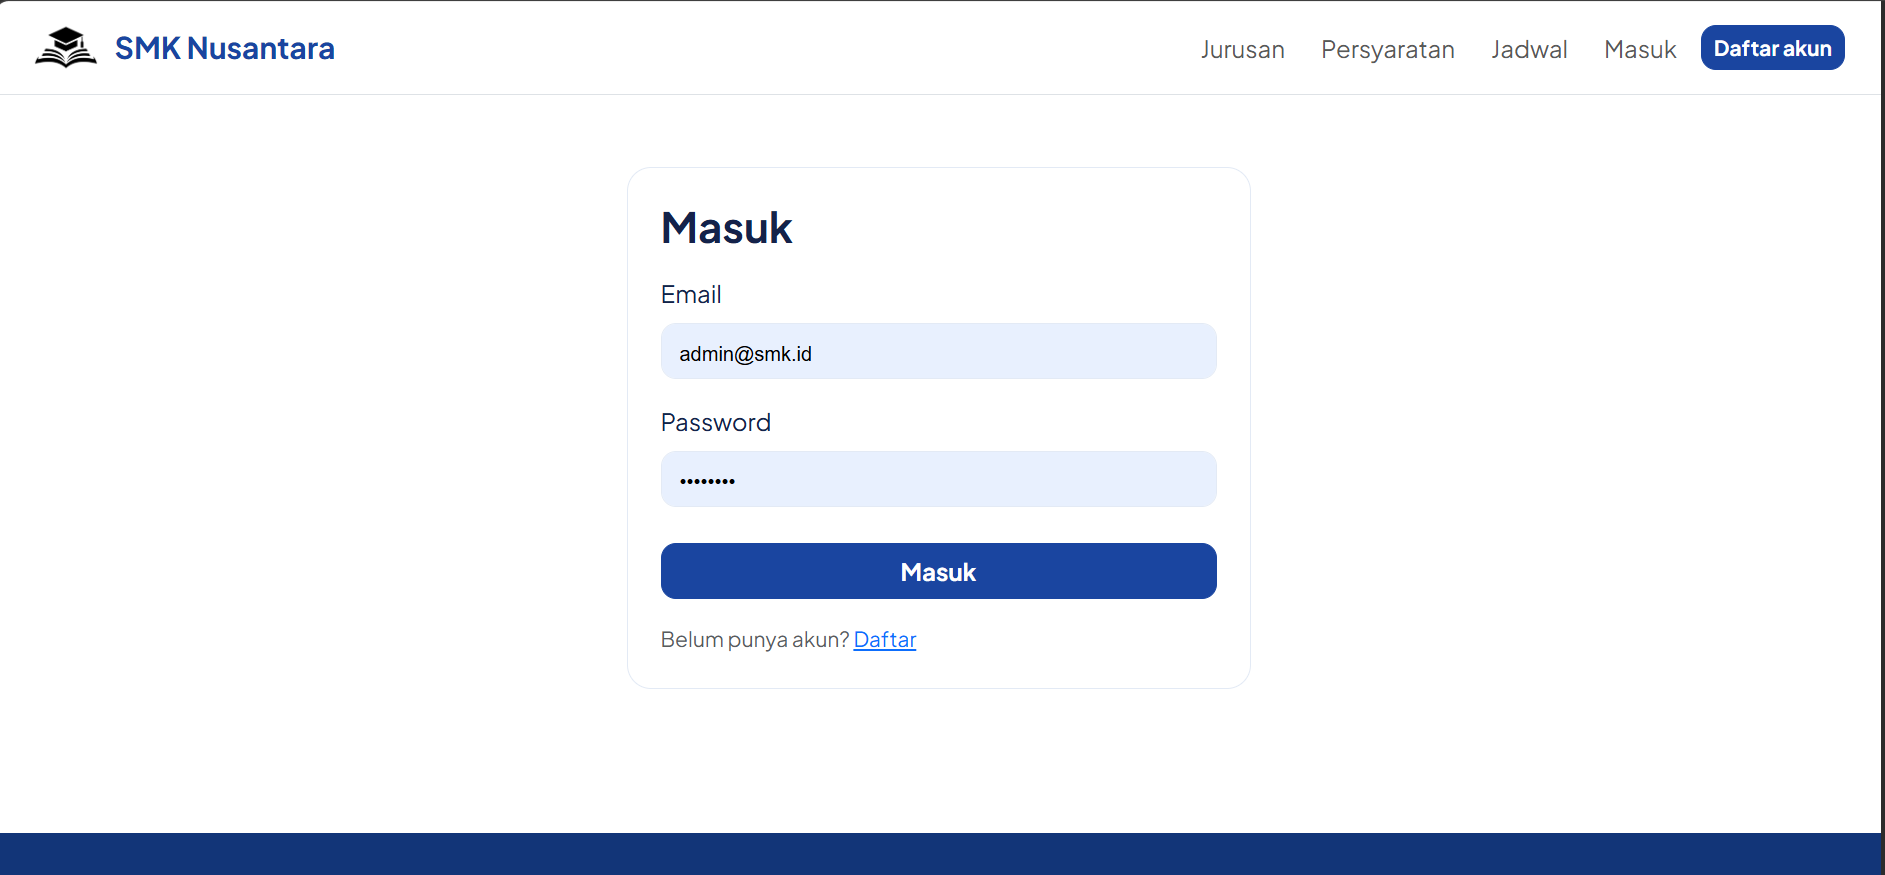 SMK Nusantara
Jurusan Persyaratan Jadwal Masuk Daftar akun
Masuk
Email
admin@smk.id
Password
••••••••
Masuk
Belum punya akun? Daftar